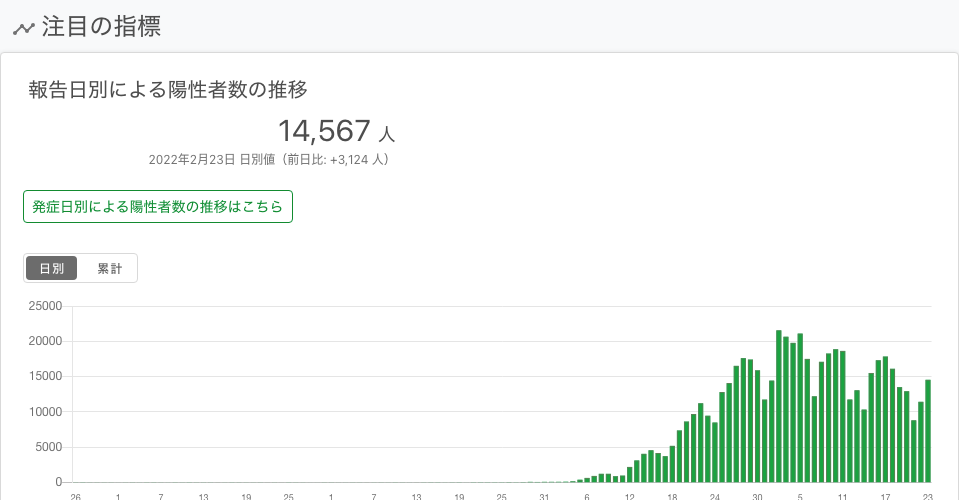 注目の指標
報告日別による陽性者数の推移
14,567 人
2022年2月23日 日別値（前日比: +3,124 人）
発症日別による陽性者数の推移はこちら
日別 累計
25000
20000
15000
10000
5000
0
26 1 7 13 19 25 1 7 13 19 25 31 6 12 18 24 30 5 11 17 23